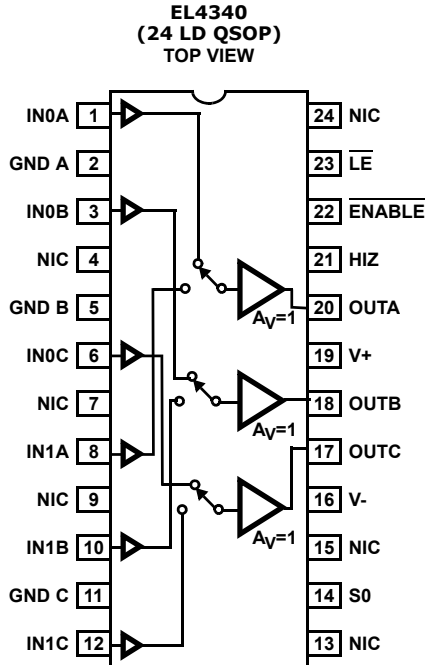 EL4340
(24 LD QSOP)
TOP VIEW
IN0A 1 24 NIC
GND A 2 23 LE
IN0B 3 22 ENABLE
NIC 4 21 HIZ
GND B 5 20 OUTA
AV=1
IN0C 6 19 V+
NIC 7 18 OUTB
AV=1
IN1A 8 17 OUTC
NIC 9 16 V-
IN1B 10 15 NIC
AV=1
GND C 11 14 S0
IN1C 12 13 NIC